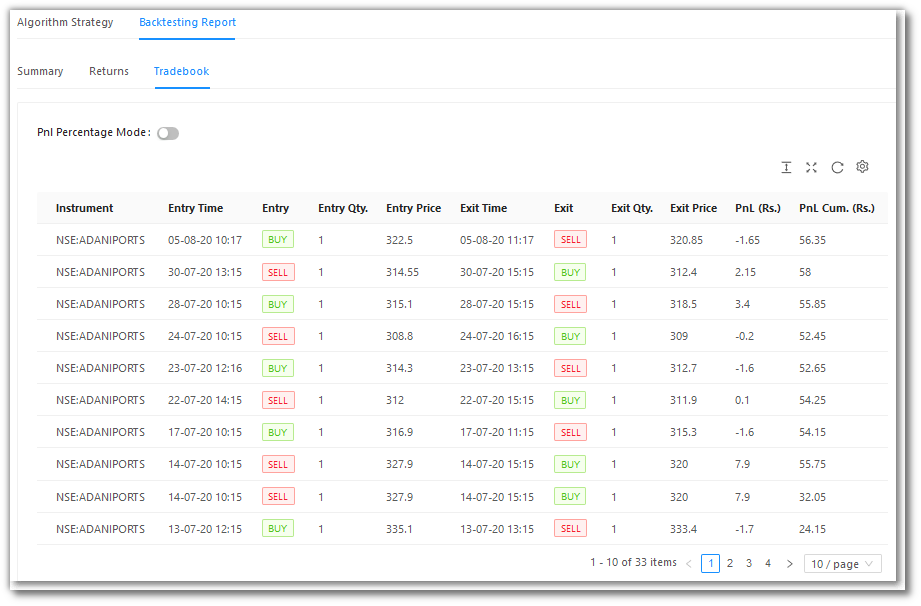 Algorithm Strategy Backtesting Report
Summary Returns Tradebook
Pnl Percentage Mode :
Instrument Entry Time Entry Entry Qty. Entry Price Exit Time Exit Exit Qty. Exit Price PnL (Rs.) PnL Cum. (Rs.)
NSE:ADANIPORTS 05-08-20 10:17 BUY 1 322.5 05-08-20 11:17 SELL 1 320.85 -1.65 56.35
NSE:ADANIPORTS 30-07-20 13:15 SELL 1 314.55 30-07-20 15:15 BUY 1 312.4 2.15 58
NSE:ADANIPORTS 28-07-20 10:15 BUY 1 315.1 28-07-20 15:15 SELL 1 318.5 3.4 55.85
NSE:ADANIPORTS 24-07-20 10:15 SELL 1 308.8 24-07-20 16:15 BUY 1 309 -0.2 52.45
NSE:ADANIPORTS 23-07-20 12:16 BUY 1 314.3 23-07-20 13:15 SELL 1 312.7 -1.6 52.65
NSE:ADANIPORTS 22-07-20 14:15 SELL 1 312 22-07-20 15:15 BUY 1 311.9 0.1 54.25
NSE:ADANIPORTS 17-07-20 10:15 BUY 1 316.9 17-07-20 11:15 SELL 1 315.3 -1.6 54.15
NSE:ADANIPORTS 14-07-20 10:15 SELL 1 327.9 14-07-20 15:15 BUY 1 320 7.9 55.75
NSE:ADANIPORTS 14-07-20 10:15 SELL 1 327.9 14-07-20 15:15 BUY 1 320 7.9 32.05
NSE:ADANIPORTS 13-07-20 12:15 BUY 1 335.1 13-07-20 13:15 SELL 1 333.4 -1.7 24.15
1 - 10 of 33 items < 1 2 3 4 > 10 / page